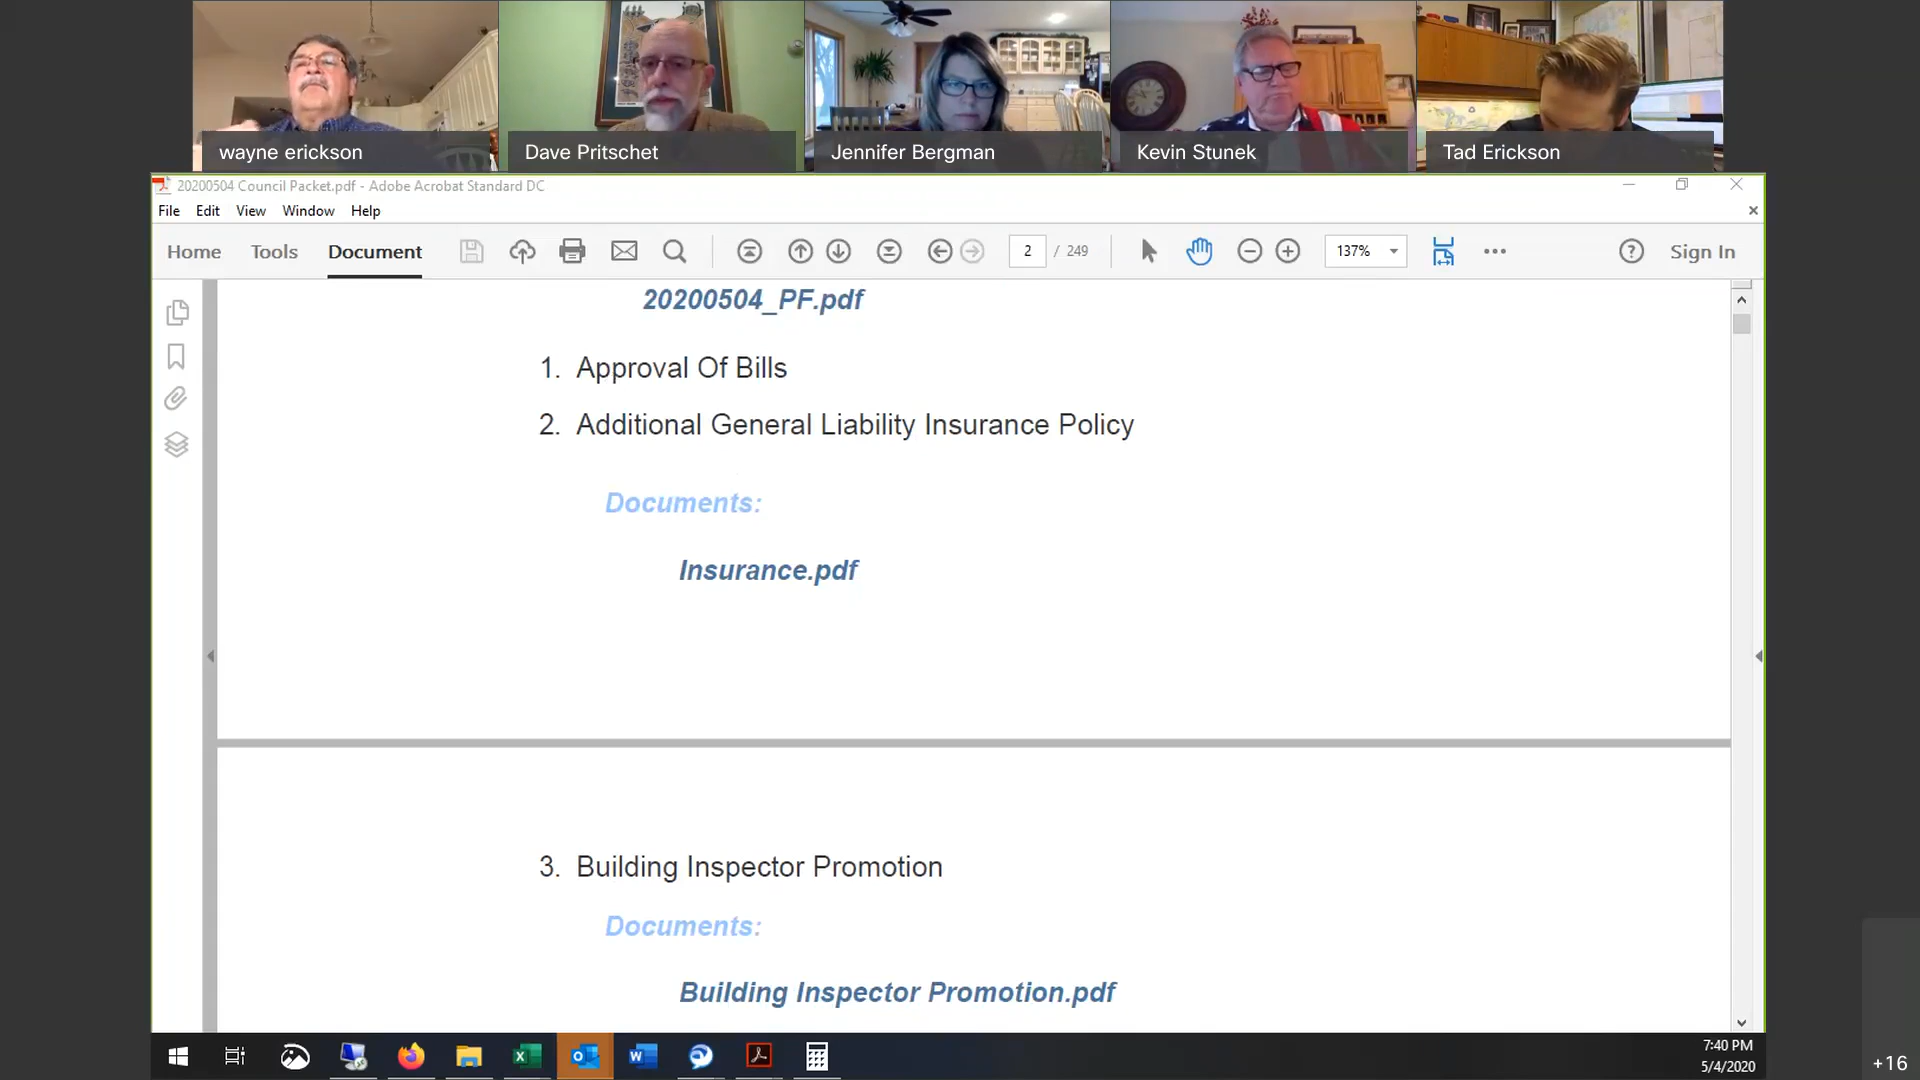 wayne erickson
Dave Pritschet
Jennifer Bergman
Kevin Stunek
Tad Erickson
20200504 Council Packet.pdf - Adobe Acrobat Standard DC
File Edit View Window Help
Home Tools Document 2 / 249 137% Sign In
20200504_PF.pdf
1. Approval Of Bills
2. Additional General Liability Insurance Policy
Documents:
Insurance.pdf
3. Building Inspector Promotion
Documents:
Building Inspector Promotion.pdf
7:40 PM
5/4/2020
+16